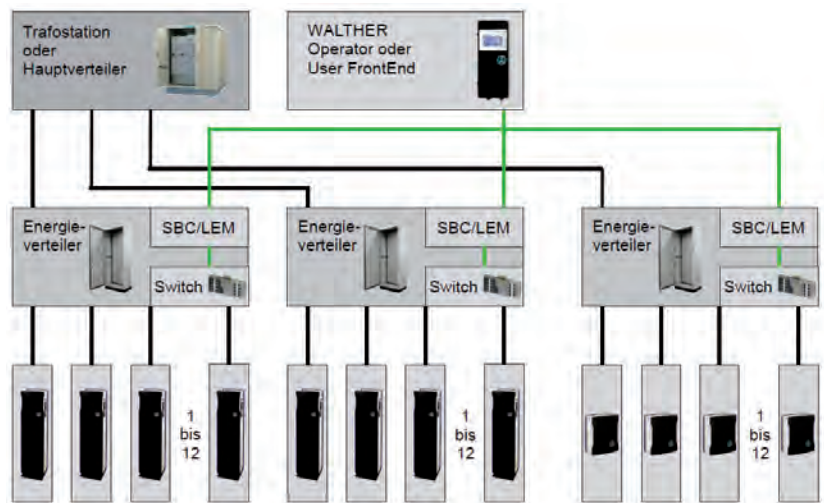 Trafostation
oder
Hauptverteiler
WALTHER
Operator oder
User FrontEnd
Energie-
verteiler
SBC/LEM
Switch
Energie-
verteiler
SBC/LEM
Switch
Energie-
verteiler
SBC/LEM
Switch
1
bis
12
1
bis
12
1
bis
12